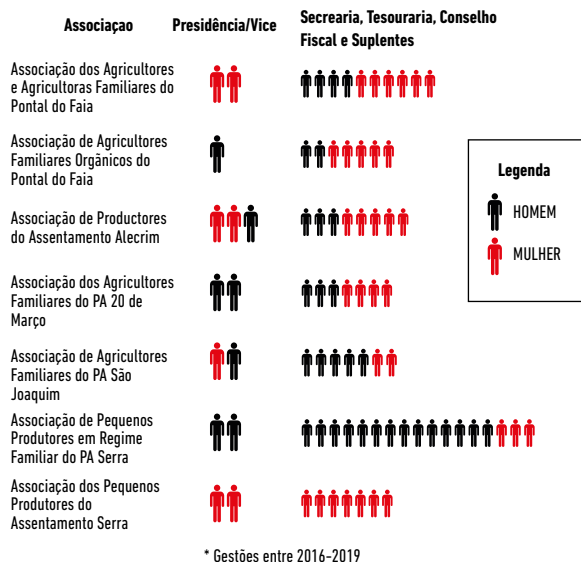 Associaçao
Presidência/Vice
Secrearia, Tesouraria, Conselho
Fiscal e Suplentes
Associação dos Agricultores
e Agricultoras Familiares do
Pontal do Faia
Associação de Agricultores
Familiares Orgânicos do
Pontal do Faia
Associação de Productores
do Assentamento Alecrim
Associação dos Agricultores
Familiares do PA 20 de
Março
Associação de Agricultores
Familiares do PA São
Joaquim
Associação de Pequenos
Produtores em Regime
Familiar do PA Serra
Associação dos Pequenos
Produtores do
Assentamento Serra
Legenda
HOMEM
MULHER
* Gestões entre 2016-2019